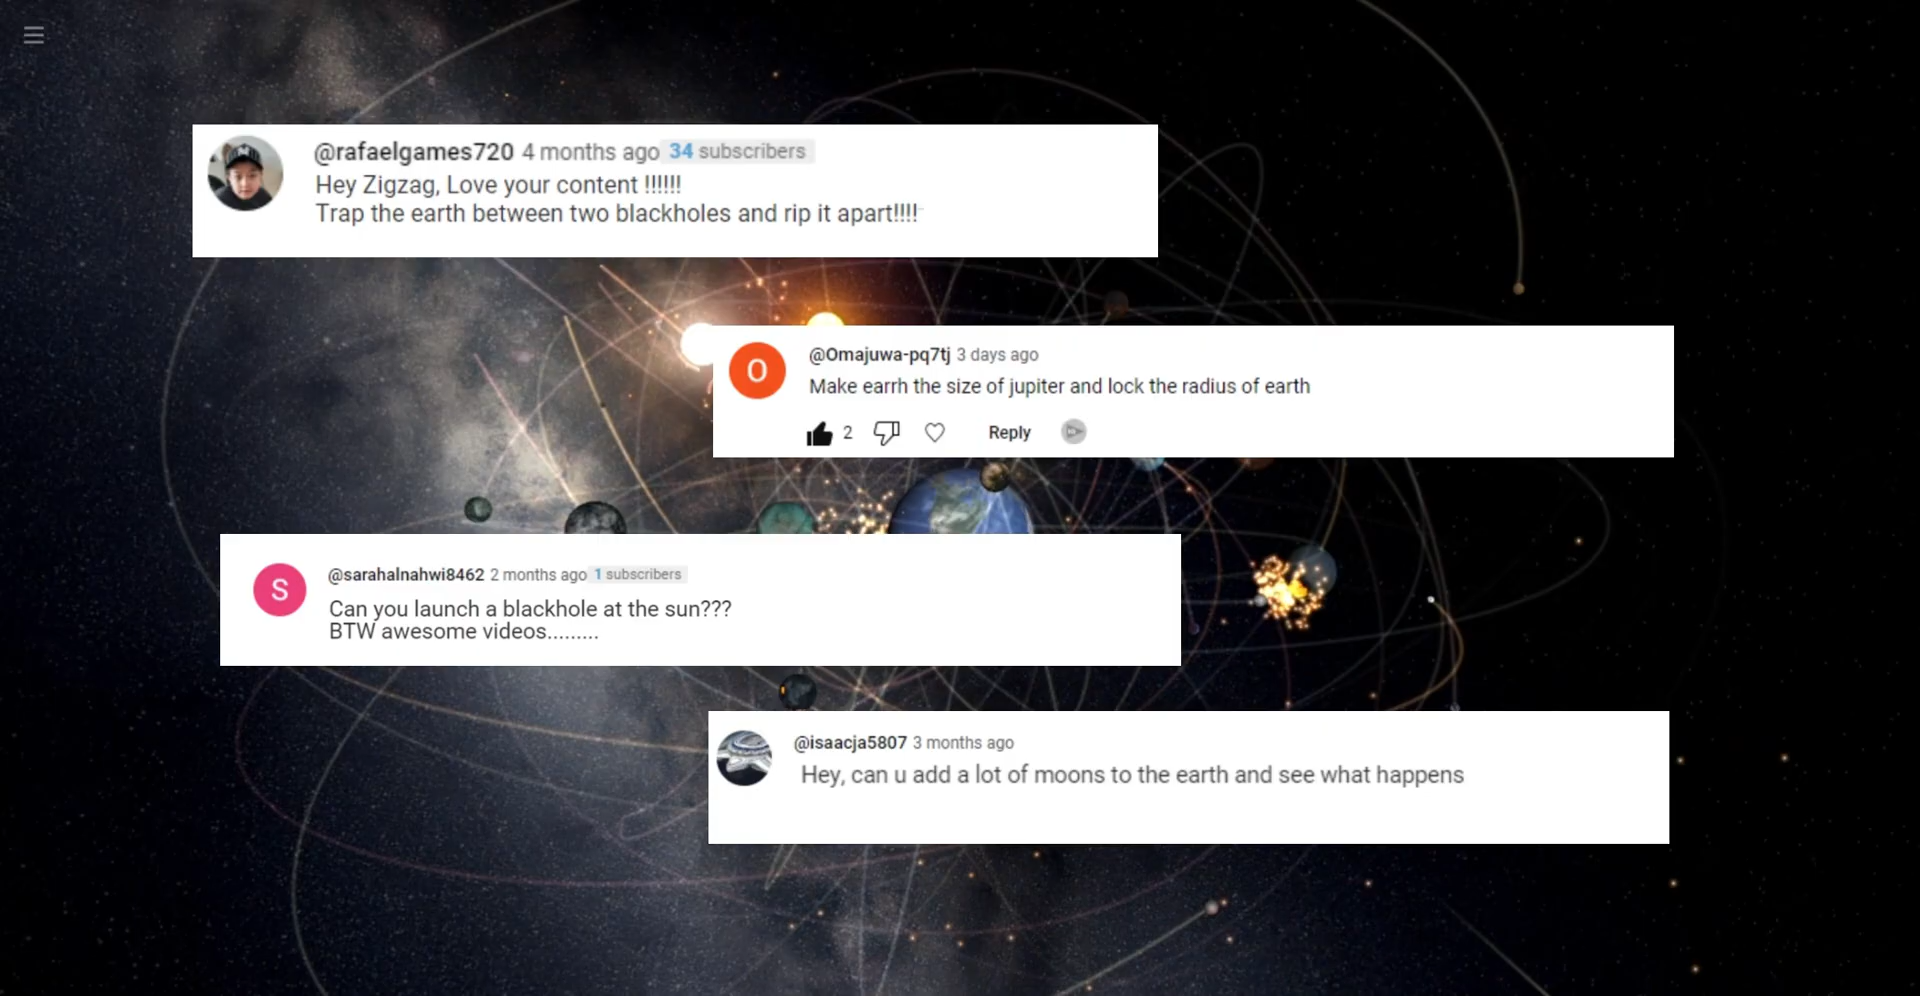 @rafaelgames720 4 months ago 34 subscribers
Hey Zigzag, Love your content !!!!!!
Trap the earth between two blackholes and rip it apart!!!!
O
@Omajuwa-pq7tj 3 days ago
Make earrh the size of jupiter and lock the radius of earth
2 Reply
S
@sarahalnahwi8462 2 months ago 1 subscribers
Can you launch a blackhole at the sun???
BTW awesome videos.........
@isaacja5807 3 months ago
Hey, can u add a lot of moons to the earth and see what happens